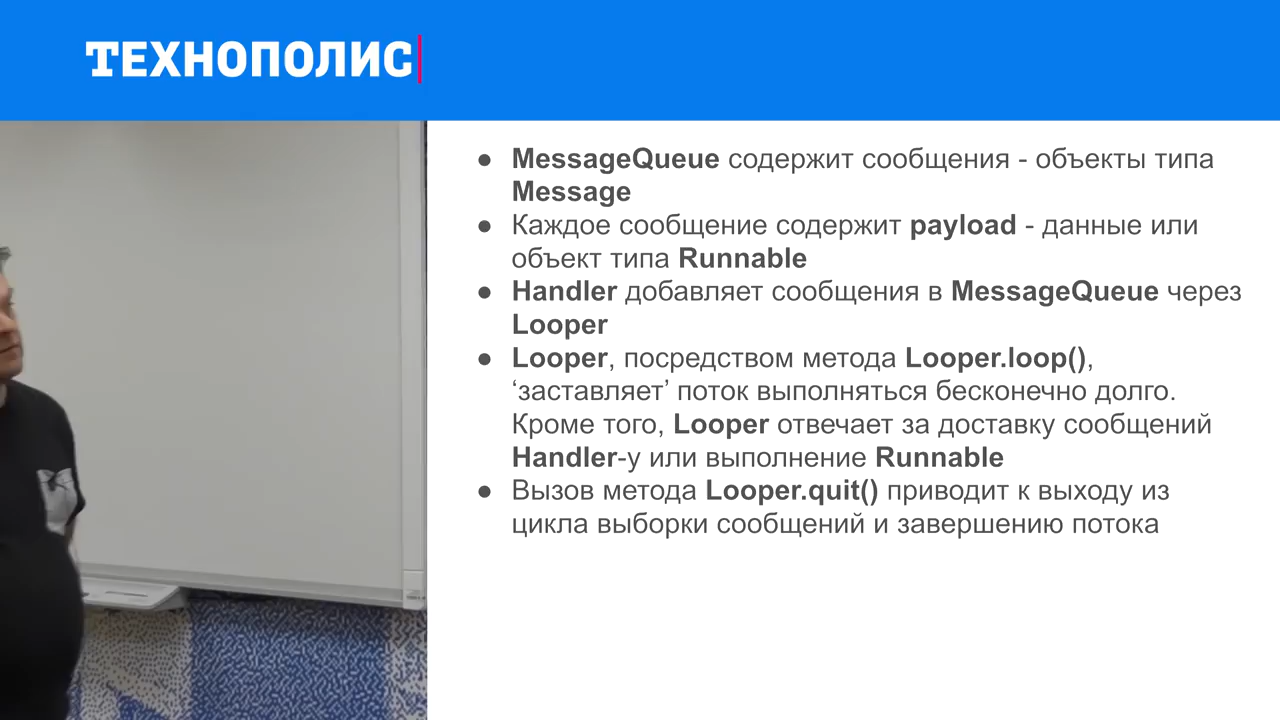 ТЕХНОПОЛИС
● MessageQueue содержит сообщения - объекты типа
Message
● Каждое сообщение содержит payload - данные или
объект типа Runnable
● Handler добавляет сообщения в MessageQueue через
Looper
● Looper, посредством метода Looper.loop(),
‘заставляет’ поток выполняться бесконечно долго.
Кроме того, Looper отвечает за доставку сообщений
Handler-у или выполнение Runnable
● Вызов метода Looper.quit() приводит к выходу из
цикла выборки сообщений и завершению потока